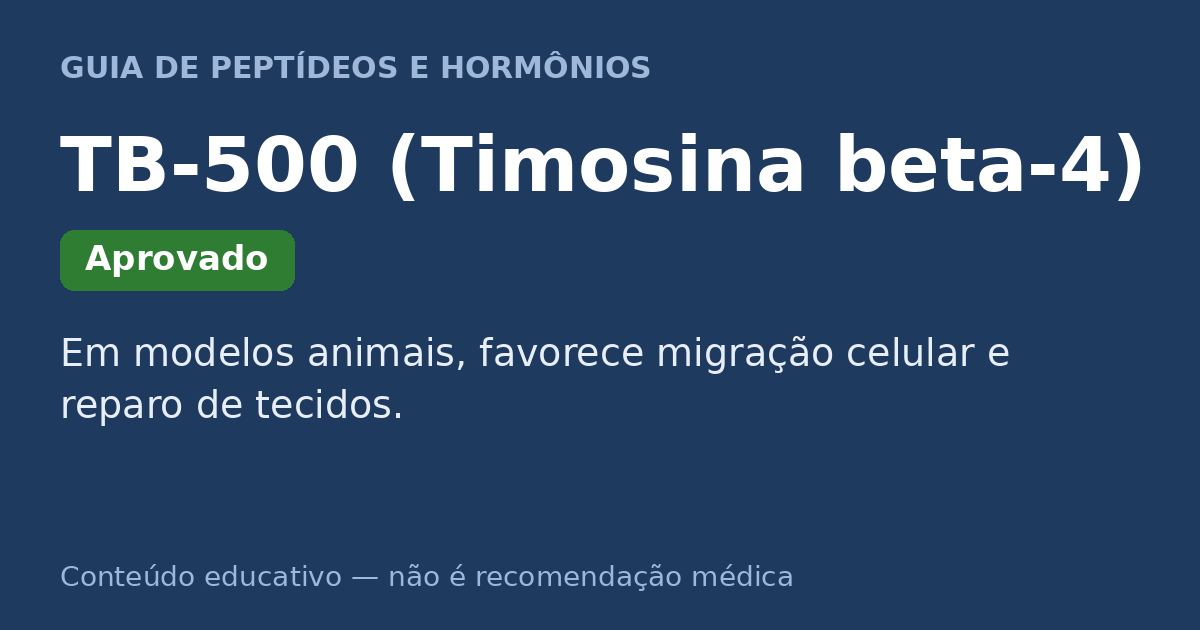 GUIA DE PEPTÍDEOS E HORMÔNIOS
TB-500 (Timosina beta-4)
Aprovado
Em modelos animais, favorece migração celular e
reparo de tecidos.
Conteúdo educativo — não é recomendação médica